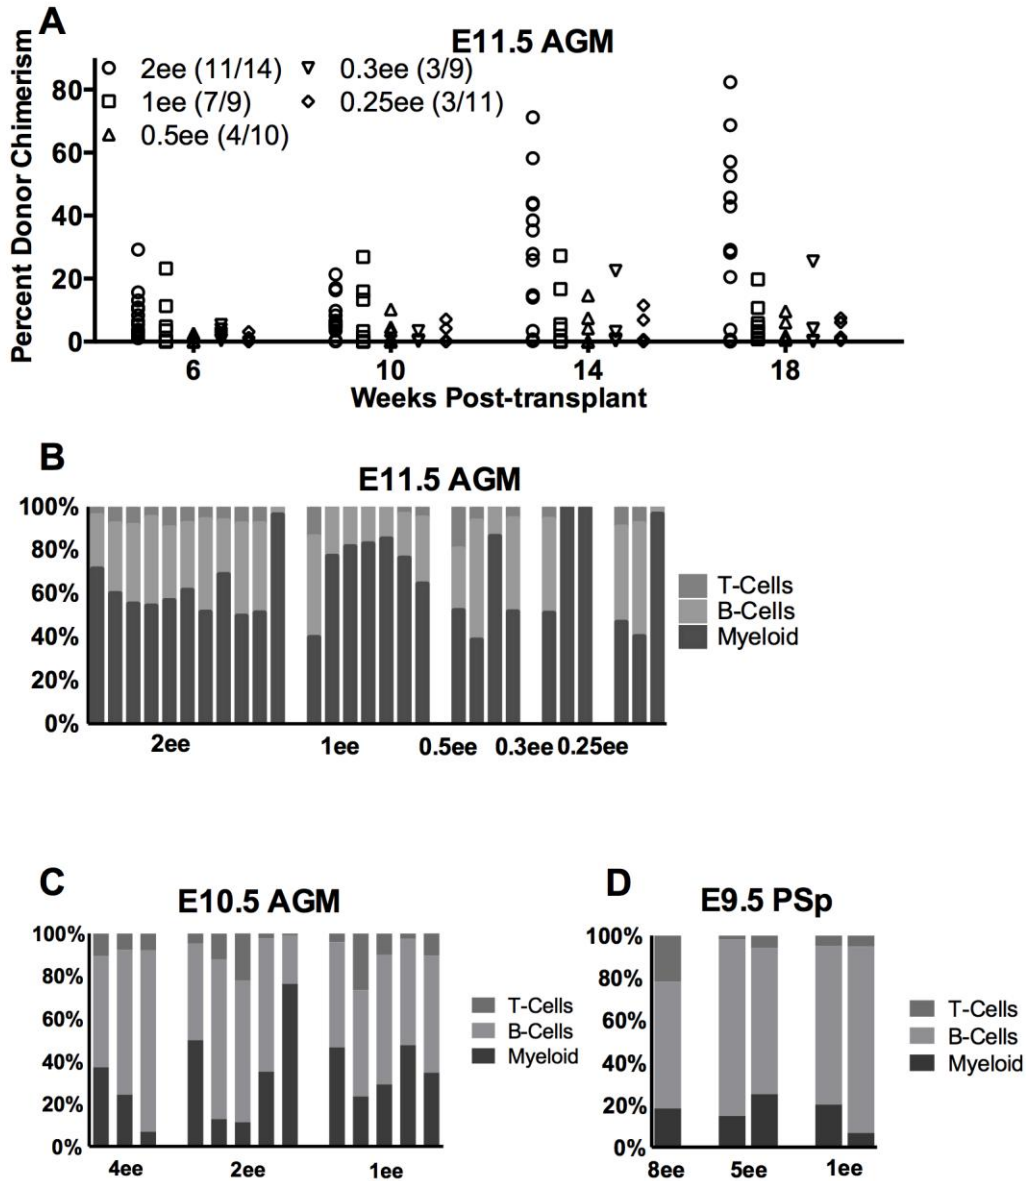 A
E11.5 AGM
Percent Donor Chimerism
2ee (11/14)
0.3ee (3/9)
1ee (7/9)
0.25ee (3/11)
0.5ee (4/10)
80
60
40
20
0
6 10 14 18
Weeks Post-transplant
B
E11.5 AGM
100%
80%
60%
40%
20%
0%
T-Cells
B-Cells
Myeloid
2ee 1ee 0.5ee 0.3ee 0.25ee
C
E10.5 AGM
100%
80%
60%
40%
20%
0%
T-Cells
B-Cells
Myeloid
4ee 2ee 1ee
D
E9.5 PSp
100%
80%
60%
40%
20%
0%
T-Cells
B-Cells
Myeloid
8ee 5ee 1ee